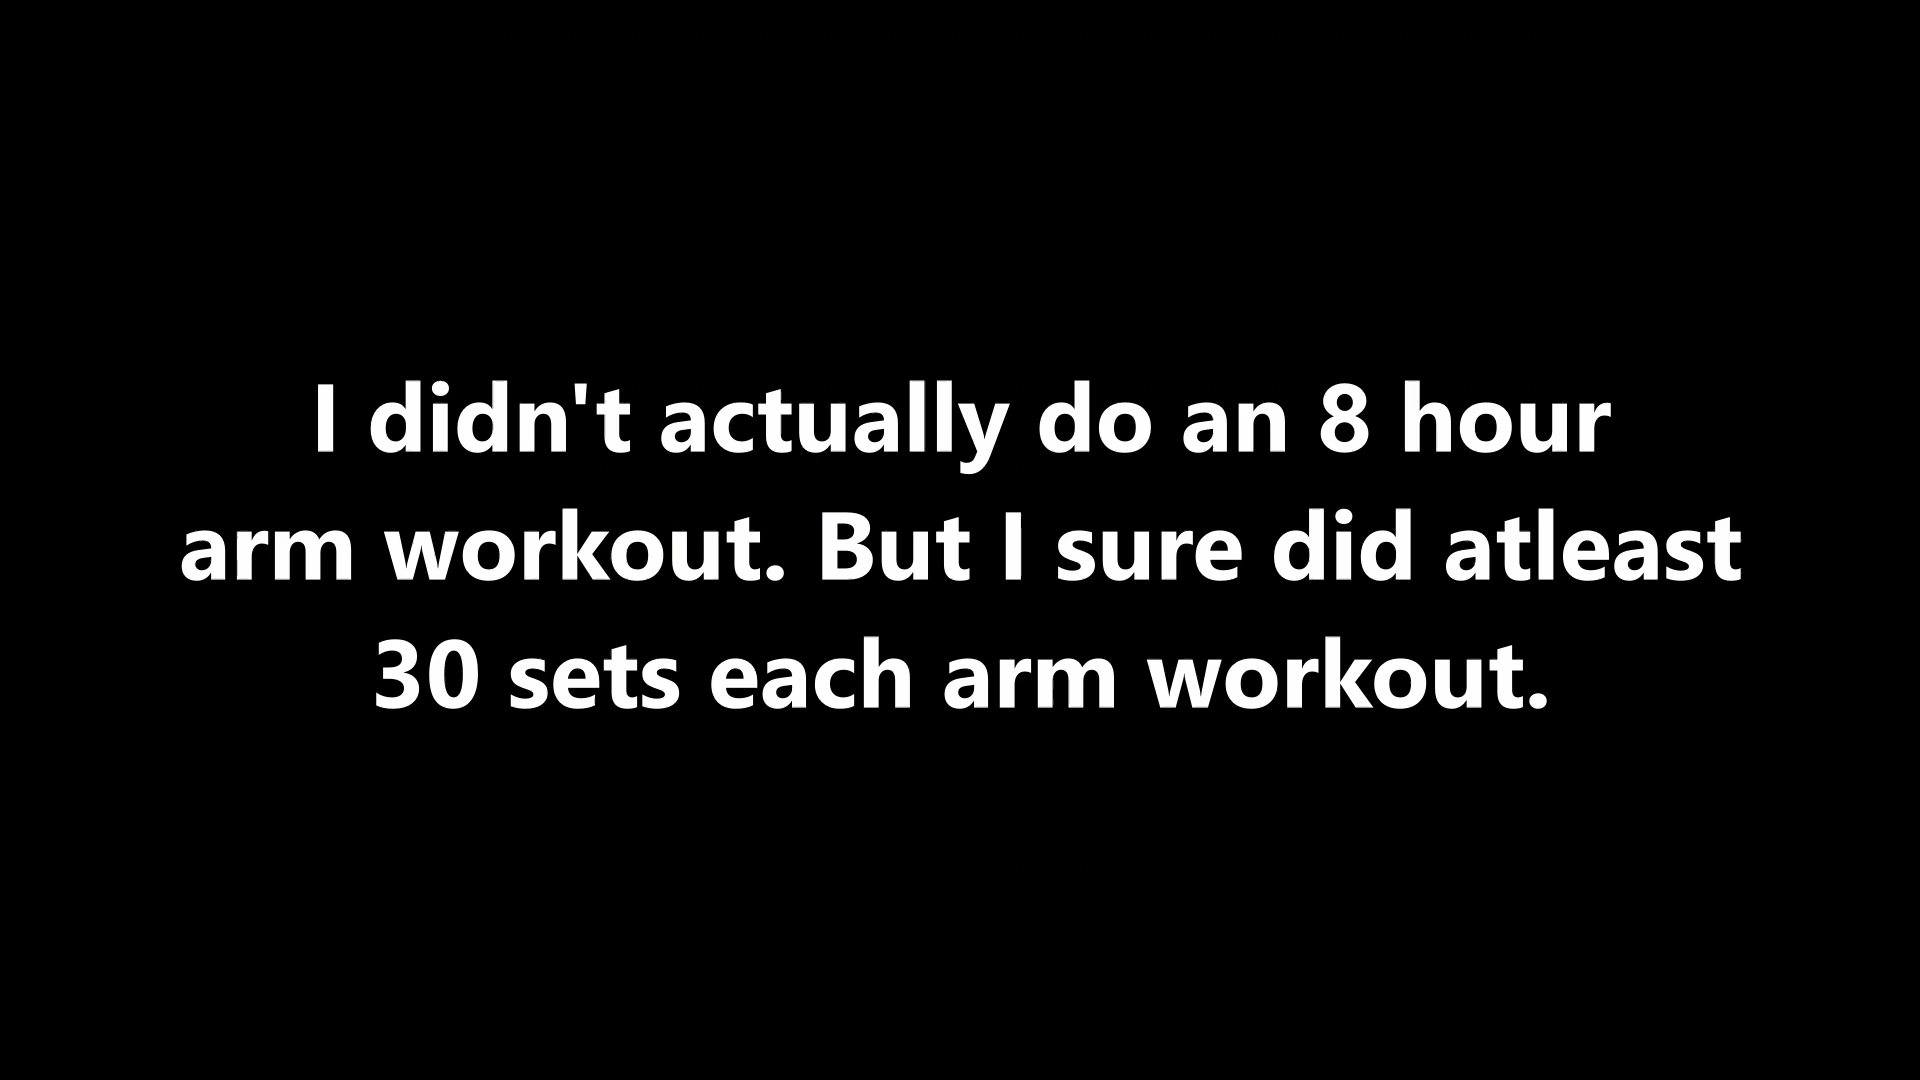 I didn't actually do an 8 hour
arm workout. But I sure did atleast
30 sets each arm workout.